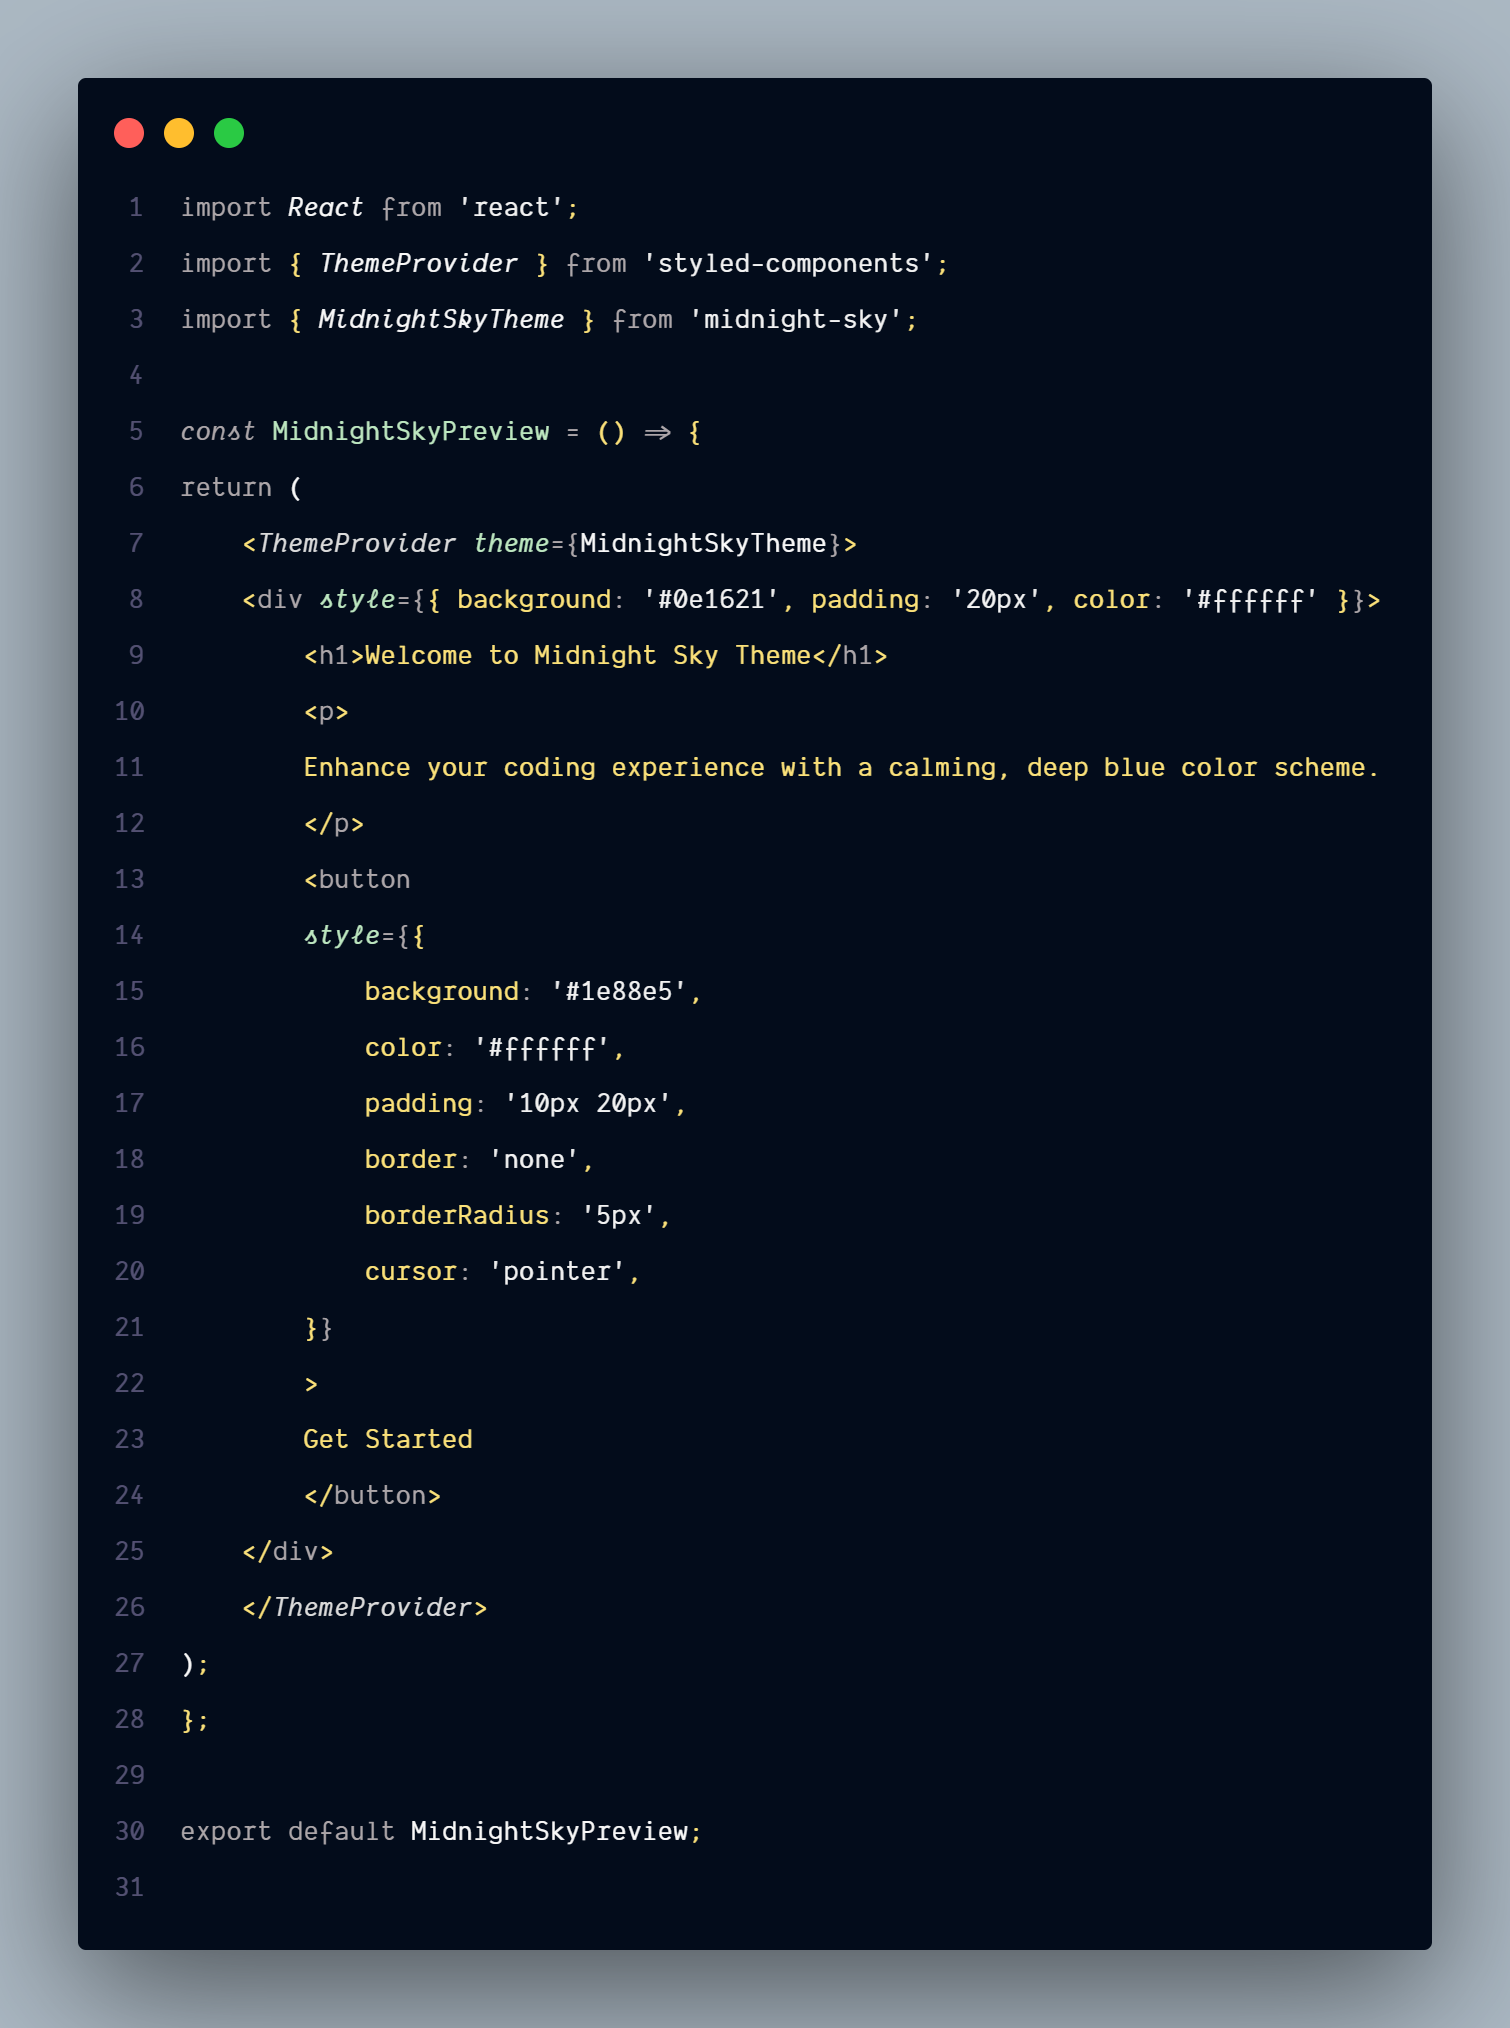 1 import React from 'react';
2 import { ThemeProvider } from 'styled-components';
3 import { MidnightSkyTheme } from 'midnight-sky';
4
5 const MidnightSkyPreview = () => {
6 return (
7     <ThemeProvider theme={MidnightSkyTheme}>
8     <div style={{ background: '#0e1621', padding: '20px', color: '#ffffff' }}>
9         <h1>Welcome to Midnight Sky Theme</h1>
10         <p>
11         Enhance your coding experience with a calming, deep blue color scheme.
12         </p>
13         <button
14         style={{
15             background: '#1e88e5',
16             color: '#ffffff',
17             padding: '10px 20px',
18             border: 'none',
19             borderRadius: '5px',
20             cursor: 'pointer',
21         }}
22         >
23         Get Started
24         </button>
25     </div>
26     </ThemeProvider>
27 );
28 };
29
30 export default MidnightSkyPreview;
31